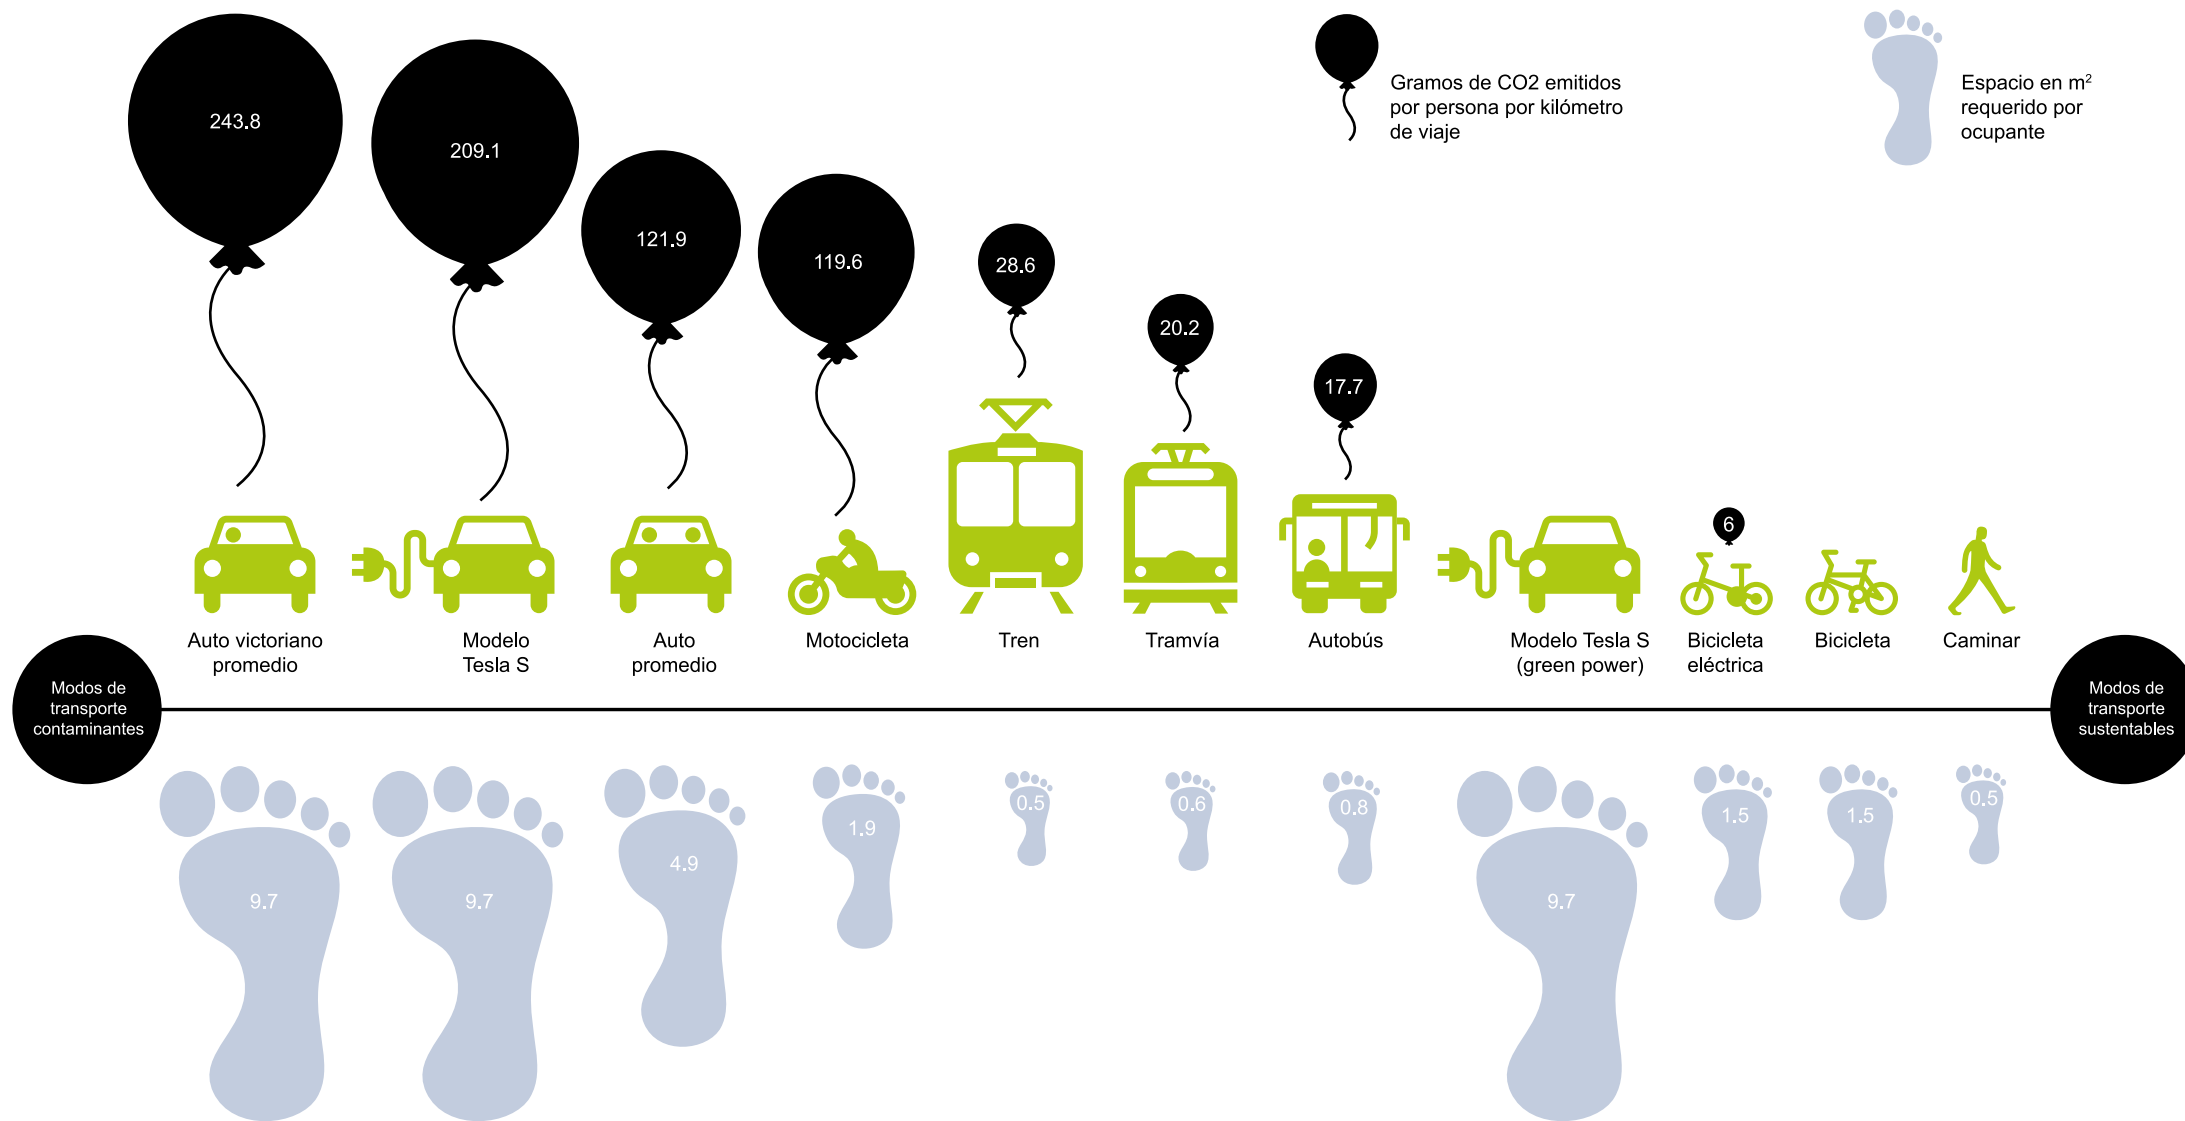 Gramos de CO2 emitidos
por persona por kilómetro
de viaje
Espacio en m²
requerido por
ocupante
243.8
209.1
121.9
119.6
28.6
20.2
17.7
6
Auto victoriano
promedio
Modelo
Tesla S
Auto
promedio
Motocicleta
Tren
Tramvía
Autobús
Modelo Tesla S
(green power)
Bicicleta
eléctrica
Bicicleta
Caminar
Modos de
transporte
contaminantes
Modos de
transporte
sustentables
9.7
9.7
4.9
1.9
0.5
0.6
0.8
9.7
1.5
1.5
0.5